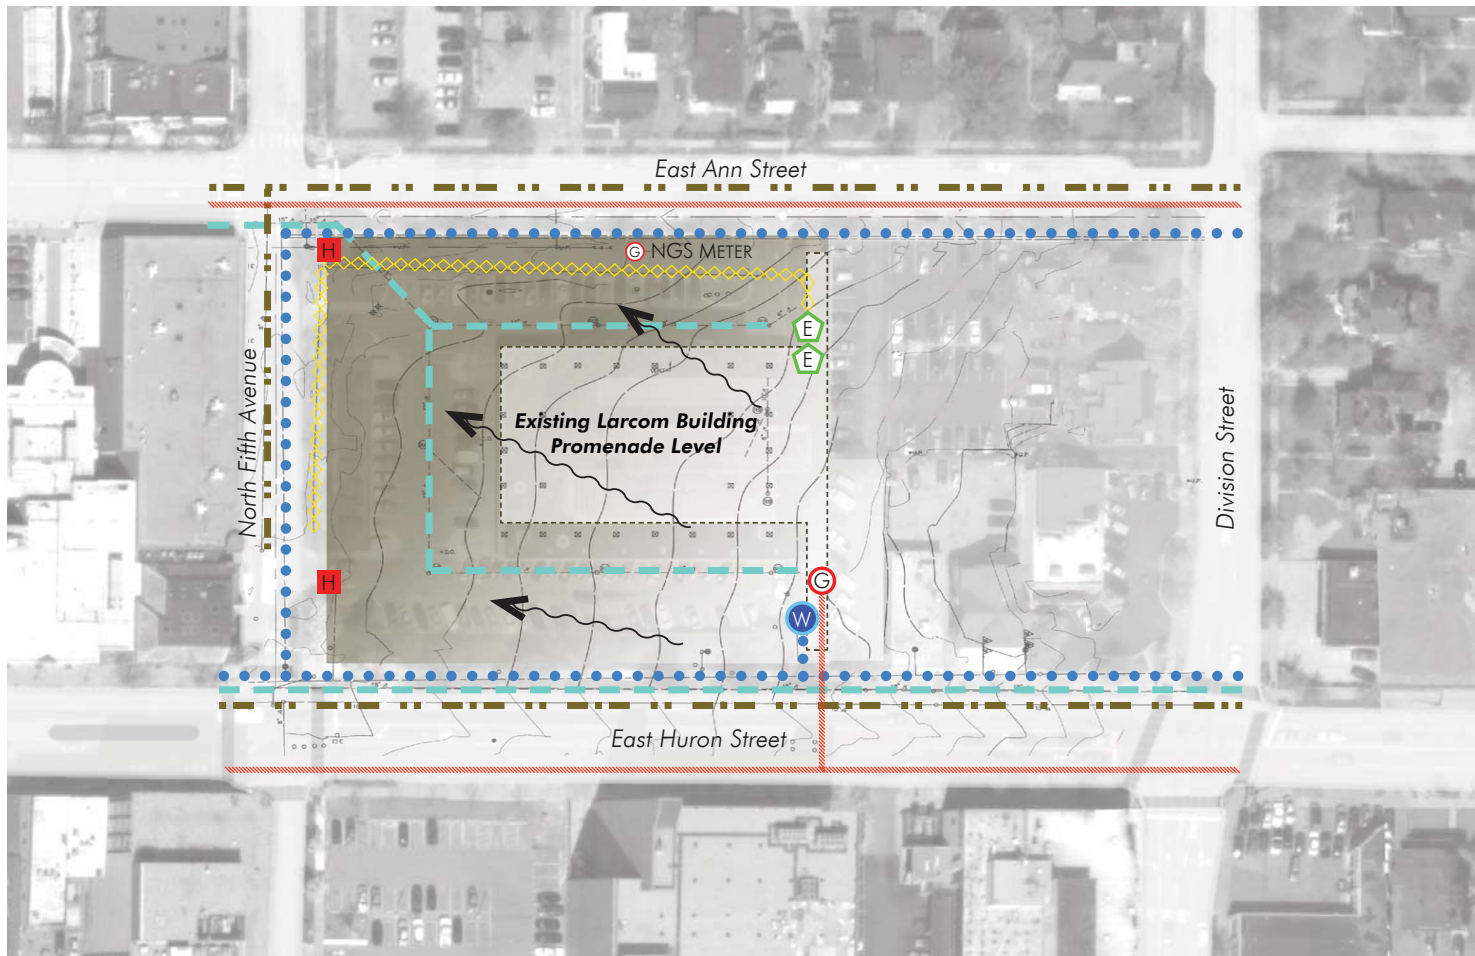 East Ann Street
H
G NGS METER
E
E
North Fifth Avenue
Existing Larcom Building
Promenade Level
Division Street
H
G
W
East Huron Street